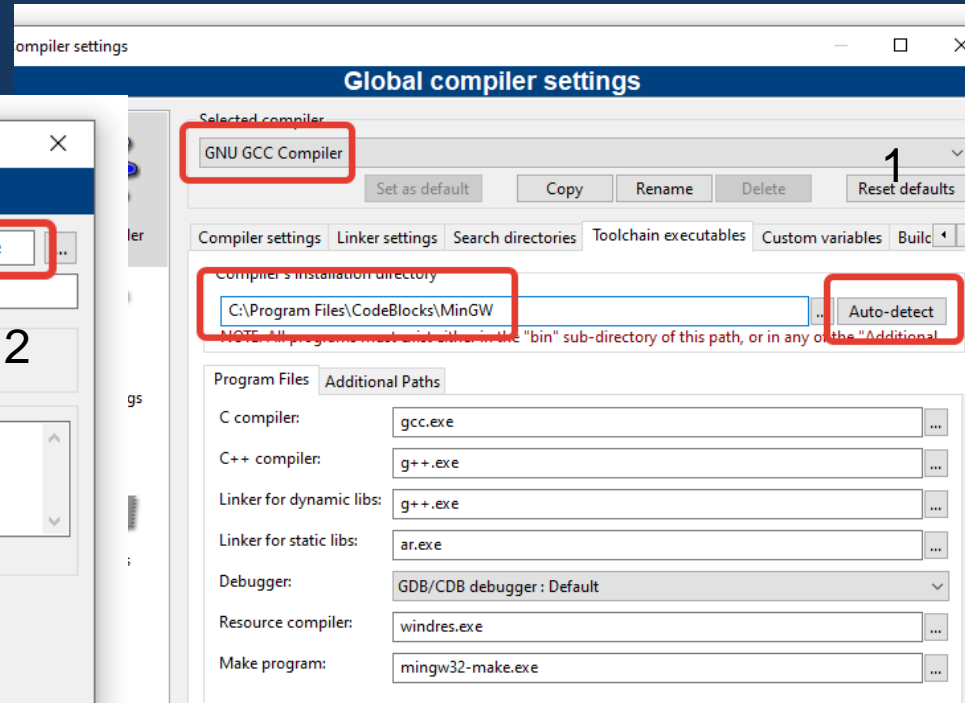 ompiler settings
Global compiler settings
Selected compiler
GNU GCC Compiler
1
Set as default Copy Rename Delete Reset defaults
ler
Compiler settings Linker settings Search directories Toolchain executables Custom variables Builc
Compiler's installation directory
C:\Program Files\CodeBlocks\MinGW .. Auto-detect
NOTE: All programs must exist either in the "bin" sub-directory of this path, or in any of the "Additional
e ...
2
gs
Program Files Additional Paths
C compiler: gcc.exe ...
C++ compiler: g++.exe ...
Linker for dynamic libs: g++.exe ...
Linker for static libs: ar.exe ...
Debugger: GDB/CDB debugger : Default
Resource compiler: windres.exe ...
Make program: mingw32-make.exe ...
s